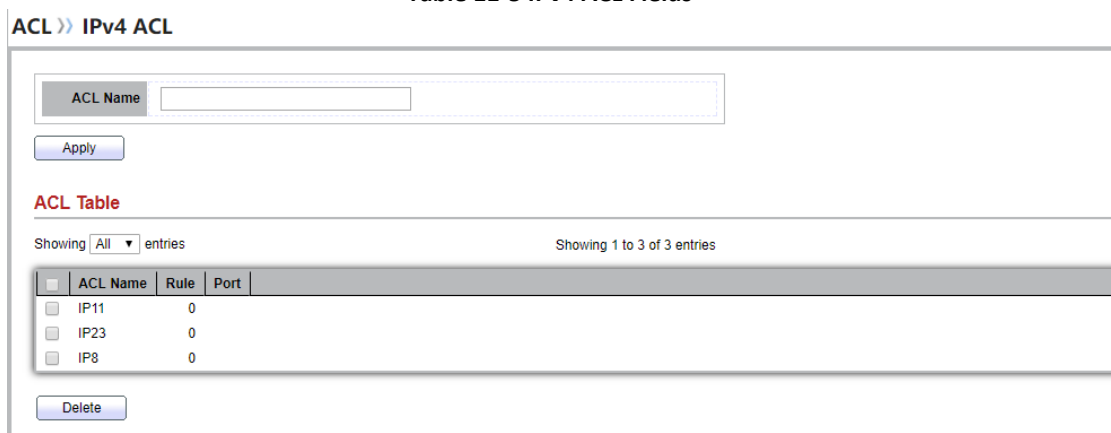 ACL >> IPv4 ACL
ACL Name
Apply
ACL Table
Showing All ▼ entries Showing 1 to 3 of 3 entries
ACL Name Rule Port
IP11 0
IP23 0
IP8 0
Delete